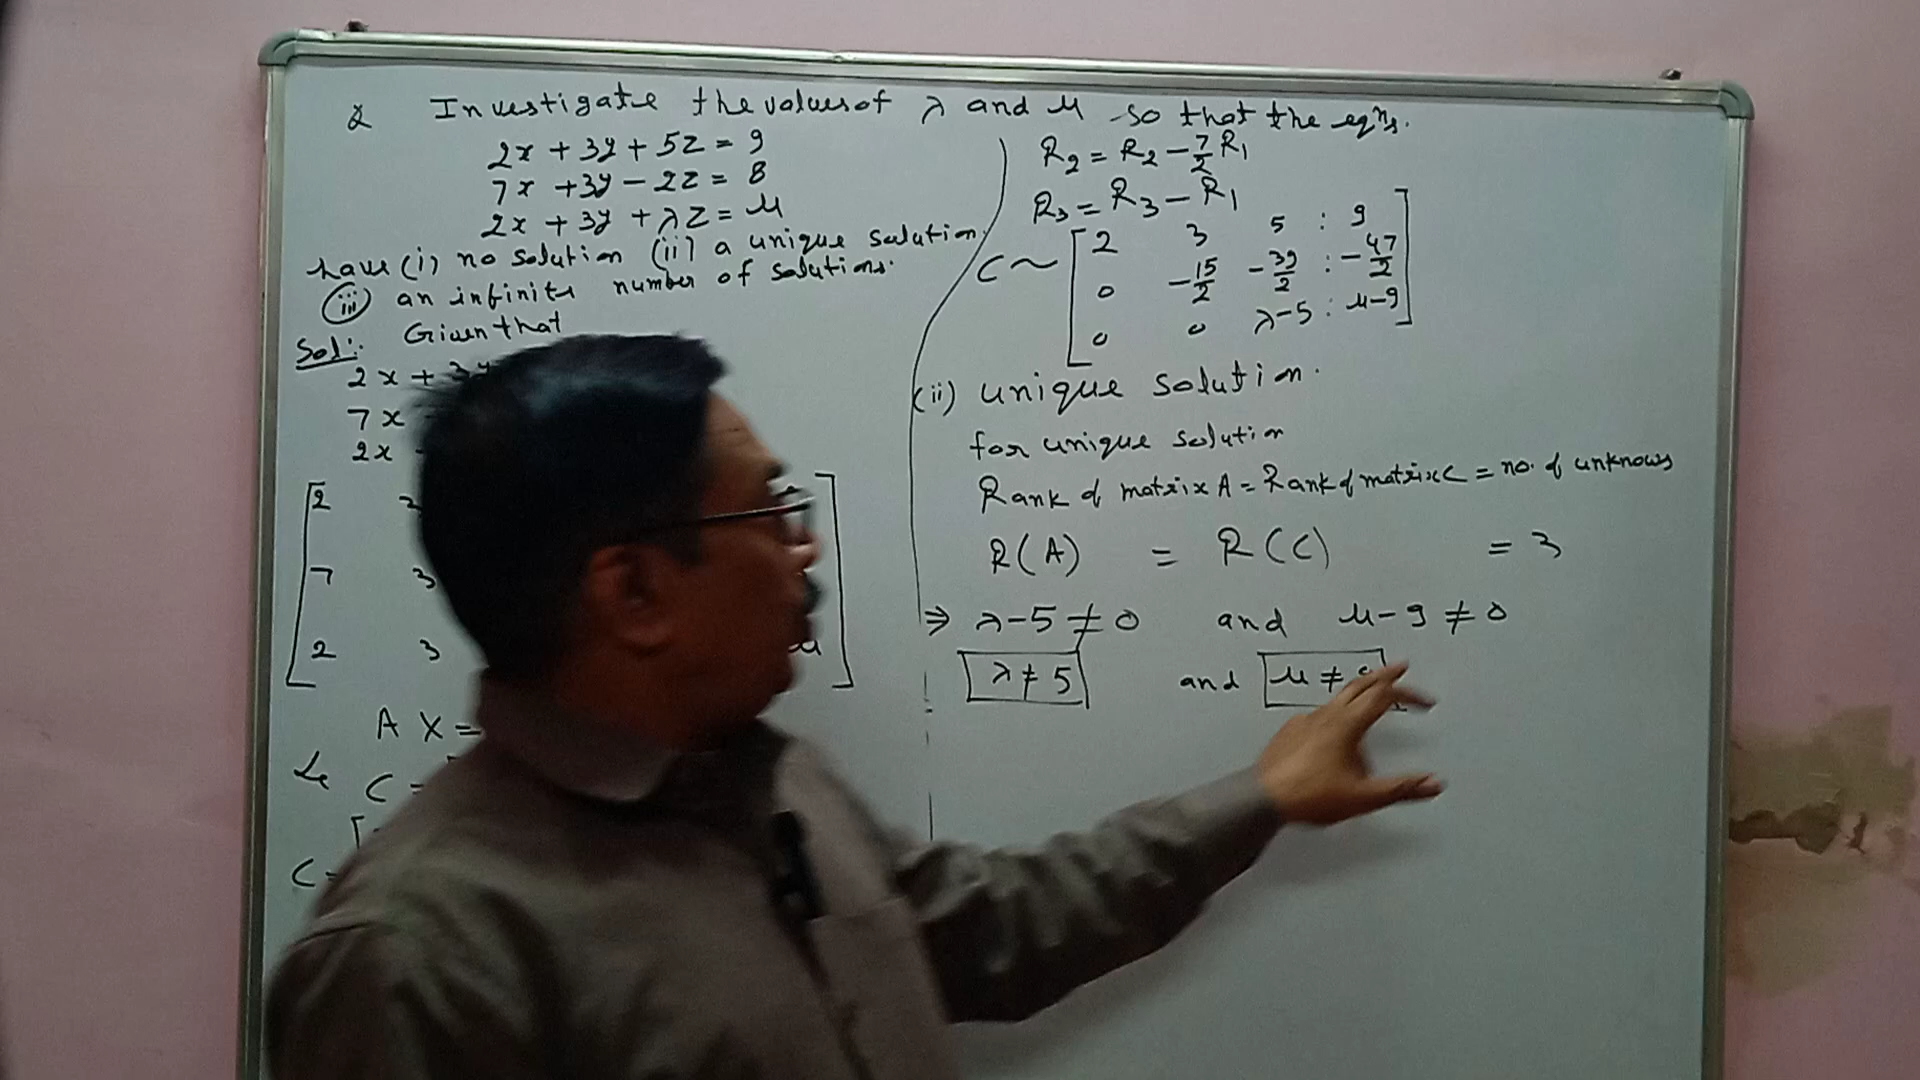 Q Investigate the values of λ and μ so that the eqns.
2x + 3y + 5z = 9
7x + 3y - 2z = 8
2x + 3y + λz = μ
have (i) no solution (ii) a unique solution.
(iii) an infinite number of solutions.
Sol: Given that
2x + 3y
7x
2x
[2
7 3
2 3 μ]
A X =
C =
C =
R2 = R2 - 7/2 R1
R3 = R3 - R1
C ~ [2 3 5 : 9
0 -15/2 -39/2 : -47/2
0 0 λ-5 : μ-9]
(ii) unique solution.
for unique solution
Rank of matrix A = Rank of matrix C = no. of unknows
R(A) = R(C) = 3
⇒ λ-5 ≠ 0 and μ-9 ≠ 0
λ ≠ 5 and μ ≠